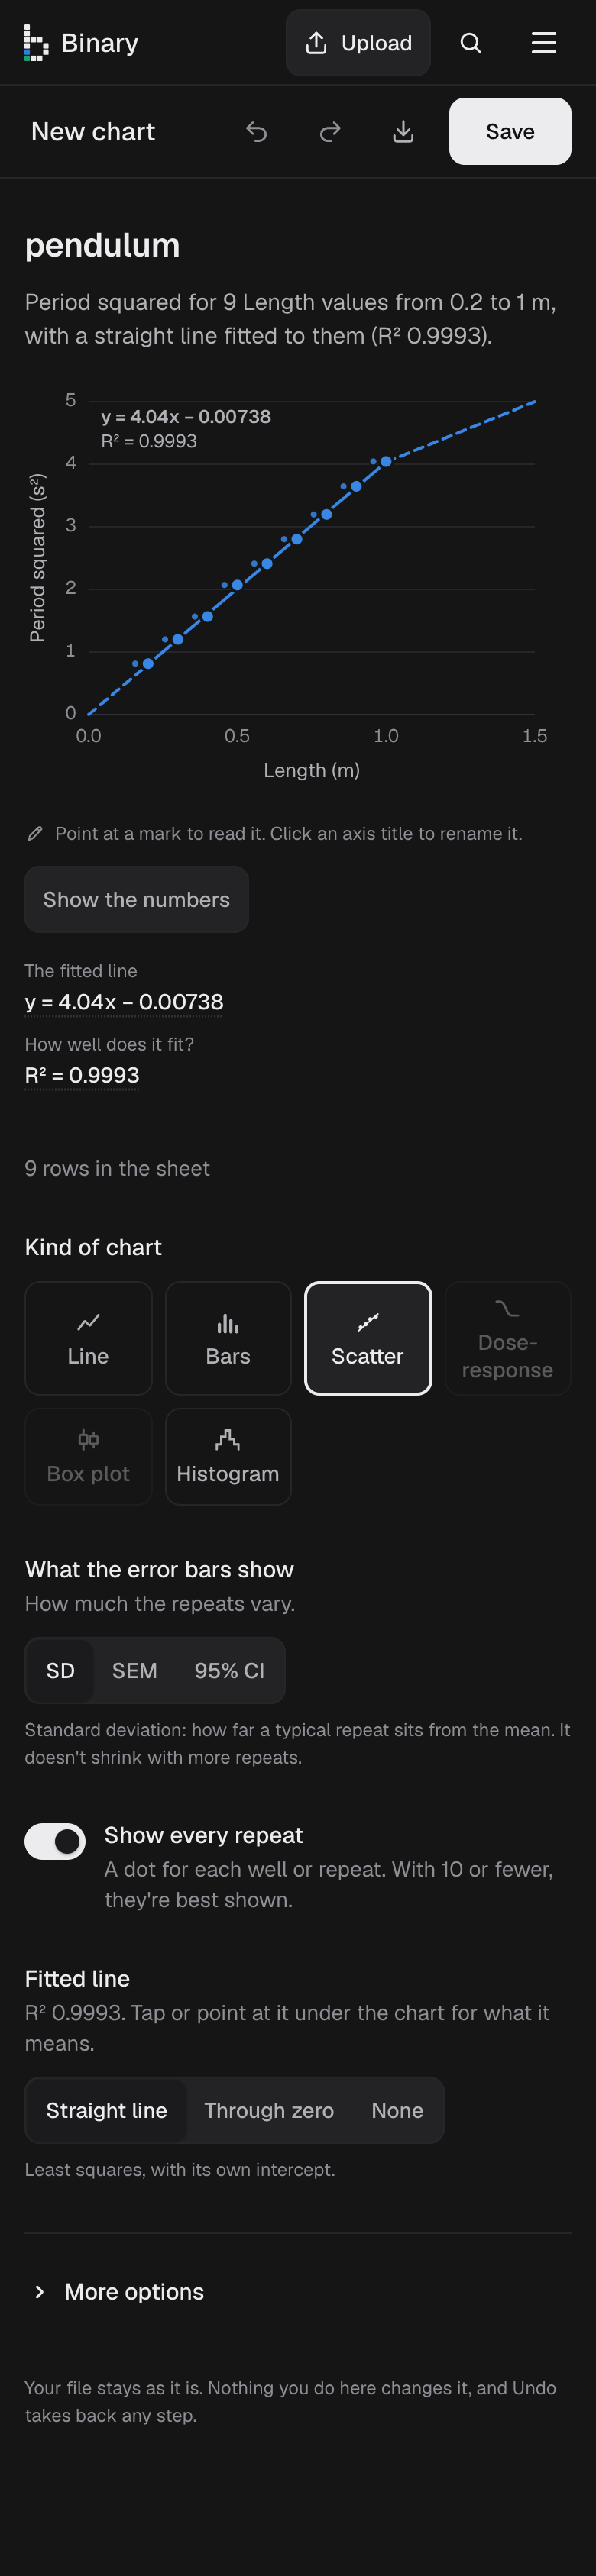 Binary
Upload
New chart
Save
pendulum
Period squared for 9 Length values from 0.2 to 1 m,
with a straight line fitted to them (R² 0.9993).
y = 4.04x − 0.00738
R² = 0.9993
5
4
3
2
1
0
Period squared (s²)
0.0
0.5
1.0
1.5
Length (m)
Point at a mark to read it. Click an axis title to rename it.
Show the numbers
The fitted line
y = 4.04x − 0.00738
How well does it fit?
R² = 0.9993
9 rows in the sheet
Kind of chart
Line
Bars
Scatter
Dose-
response
Box plot
Histogram
What the error bars show
How much the repeats vary.
SD
SEM
95% CI
Standard deviation: how far a typical repeat sits from the mean. It
doesn't shrink with more repeats.
Show every repeat
A dot for each well or repeat. With 10 or fewer,
they're best shown.
Fitted line
R² 0.9993. Tap or point at it under the chart for what it
means.
Straight line
Through zero
None
Least squares, with its own intercept.
More options
Your file stays as it is. Nothing you do here changes it, and Undo
takes back any step.